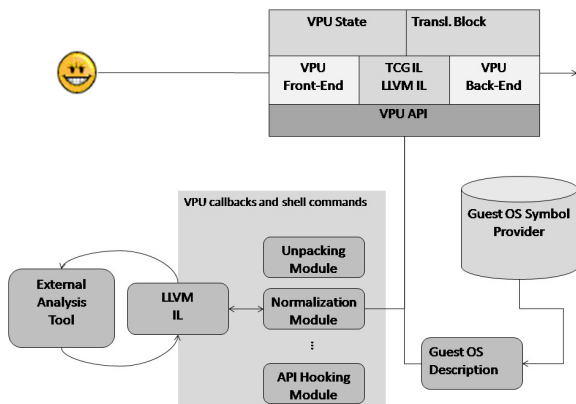 VPU State
Transl. Block
VPU
Front-End
TCG IL
LLVM IL
VPU
Back-End
VPU API
VPU callbacks and shell commands
Guest OS Symbol
Provider
Unpacking
Module
External
Analysis
Tool
LLVM
IL
Normalization
Module
...
Guest OS
Description
API Hooking
Module